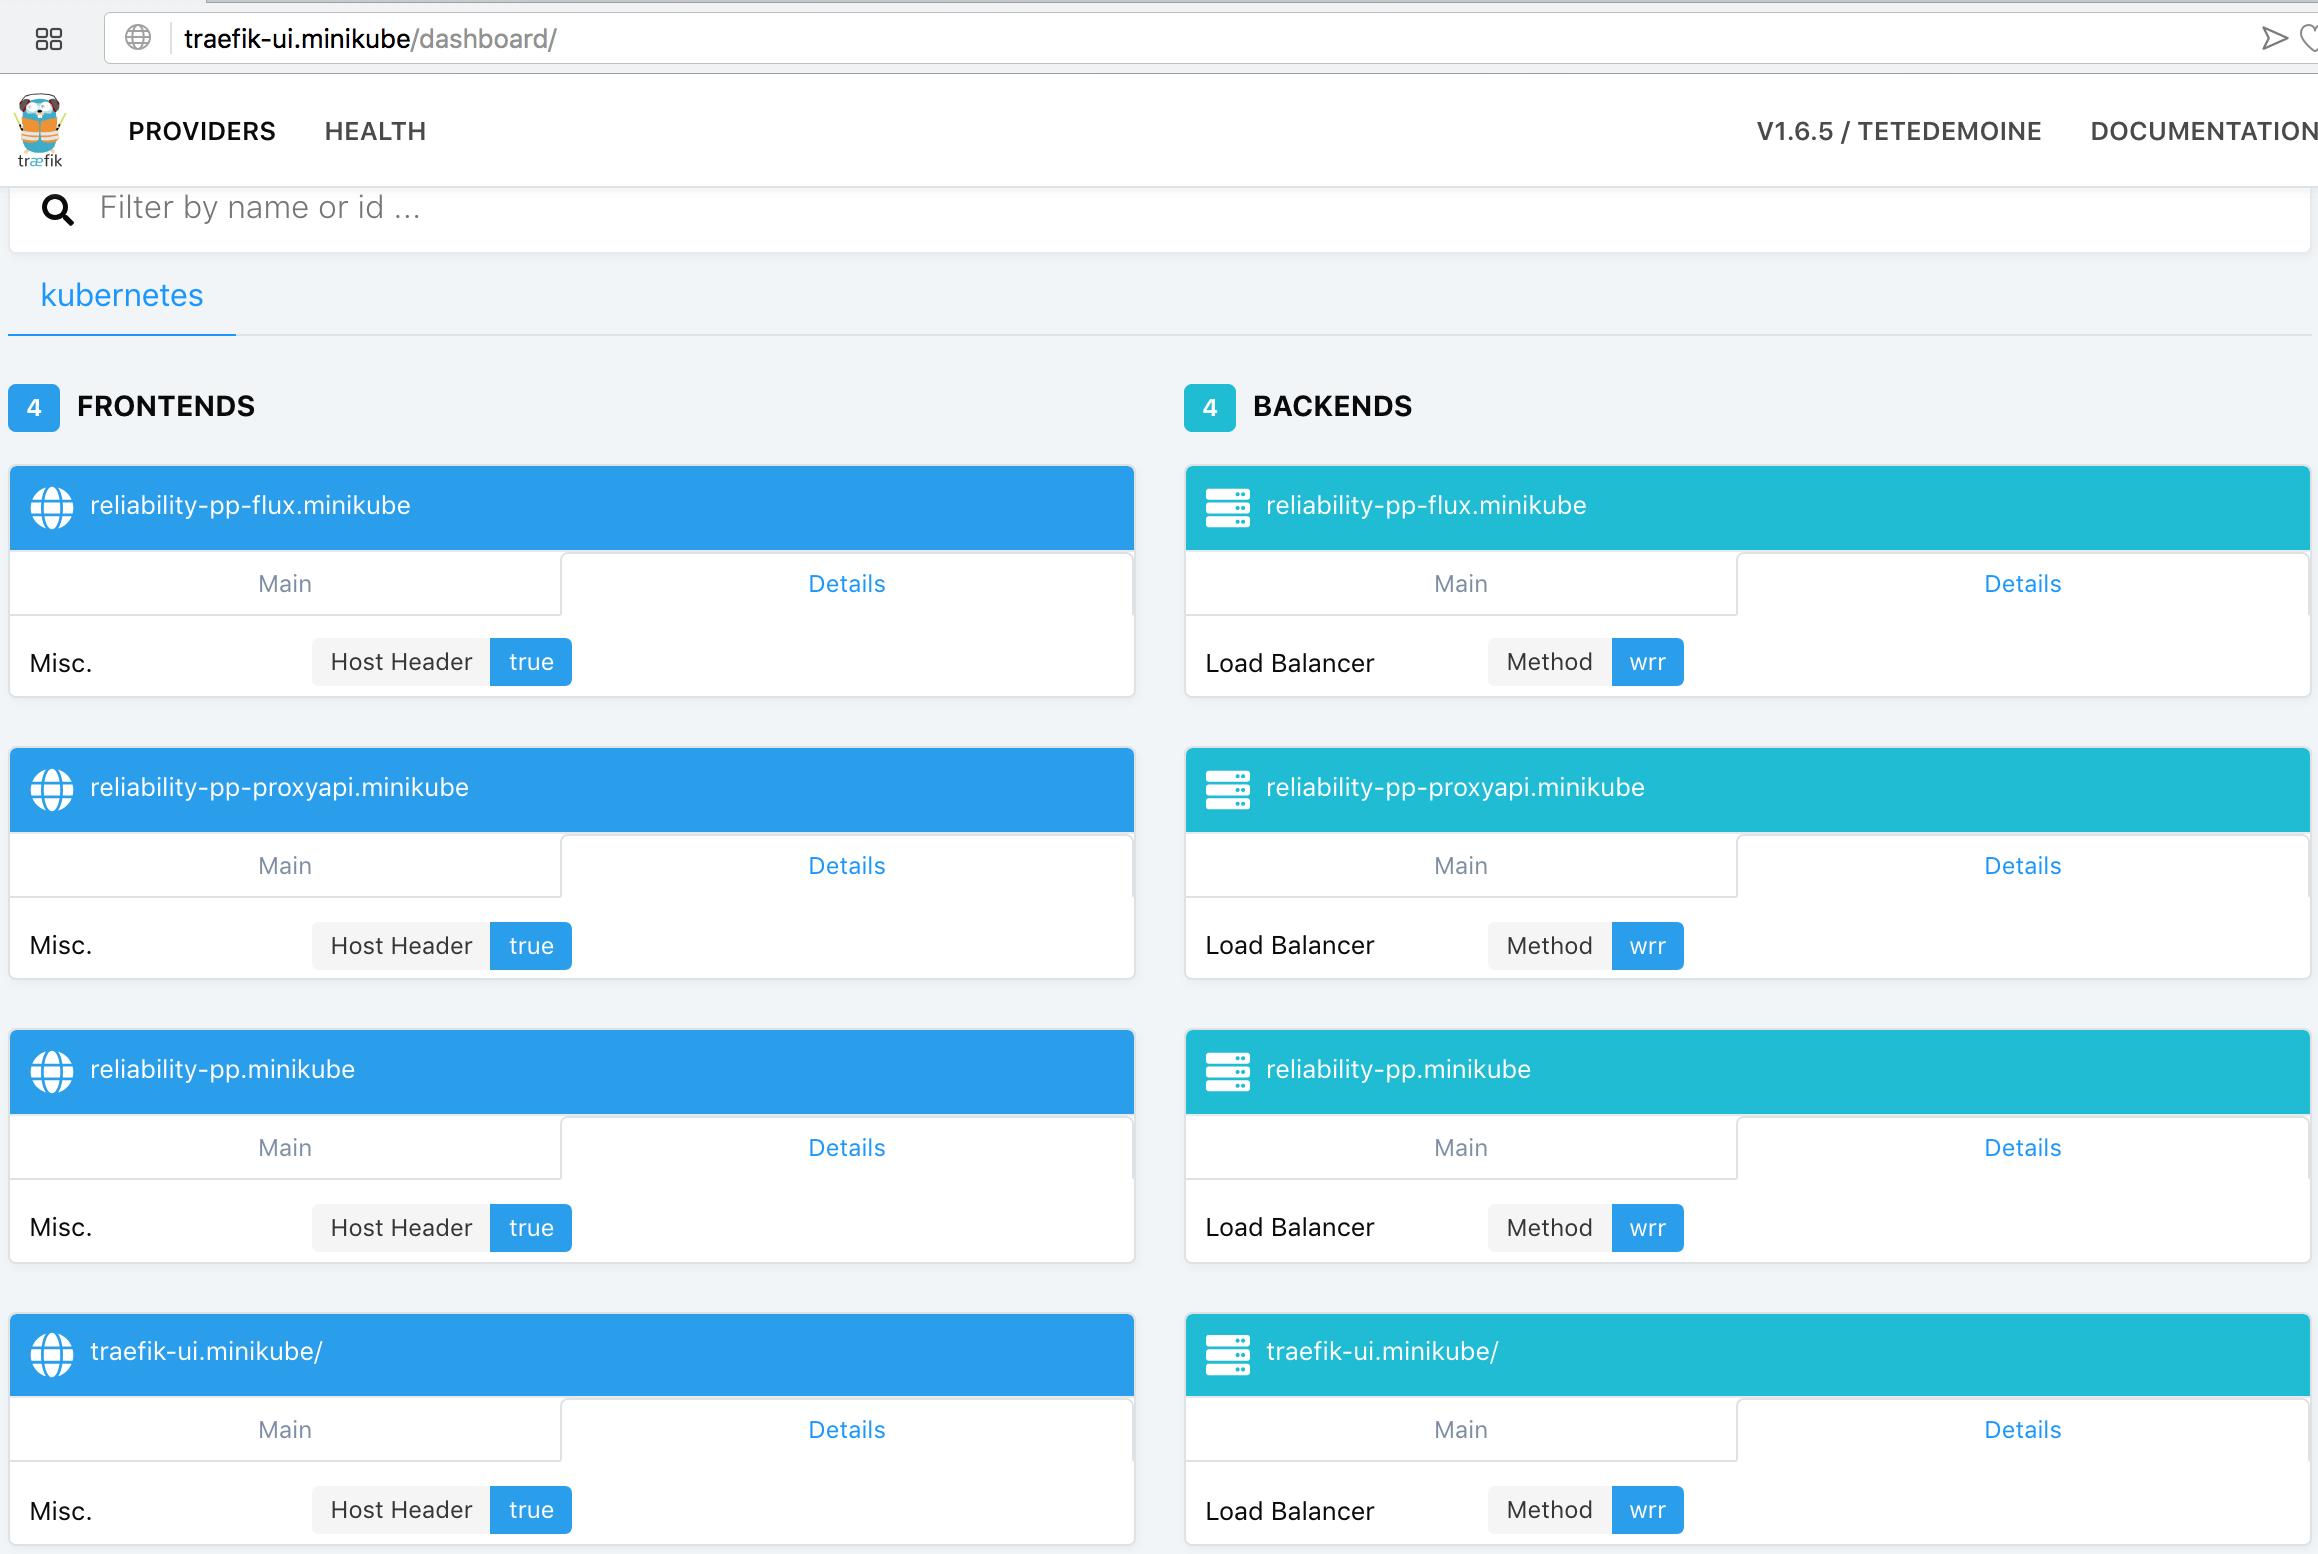 traefik-ui.minikube/dashboard/
træfik
PROVIDERS HEALTH V1.6.5 / TETEDEMOINE DOCUMENTATION
Filter by name or id ...
kubernetes
4 FRONTENDS
reliability-pp-flux.minikube
Main Details
Misc. Host Header true
reliability-pp-proxyapi.minikube
Main Details
Misc. Host Header true
reliability-pp.minikube
Main Details
Misc. Host Header true
traefik-ui.minikube/
Main Details
Misc. Host Header true
4 BACKENDS
reliability-pp-flux.minikube
Main Details
Load Balancer Method wrr
reliability-pp-proxyapi.minikube
Main Details
Load Balancer Method wrr
reliability-pp.minikube
Main Details
Load Balancer Method wrr
traefik-ui.minikube/
Main Details
Load Balancer Method wrr